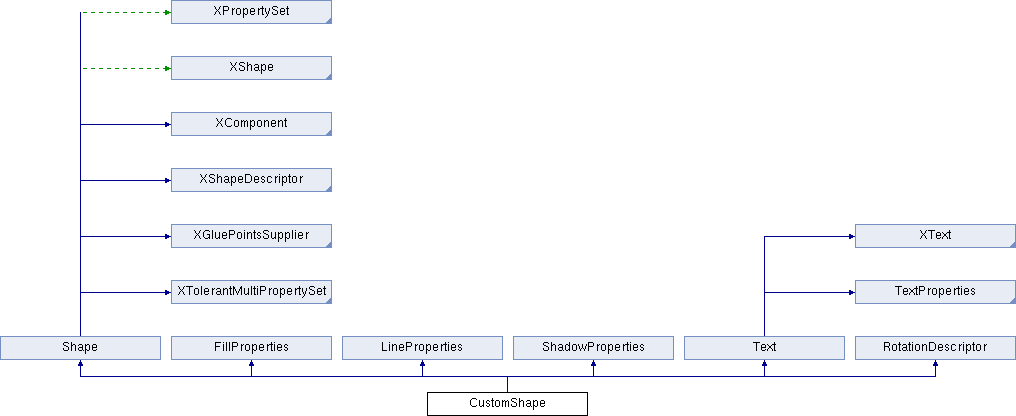 XPropertySet
XShape
XComponent
XShapeDescriptor
XGluePointsSupplier
XText
XTolerantMultiPropertySet
TextProperties
Shape
FillProperties
LineProperties
ShadowProperties
Text
RotationDescriptor
CustomShape